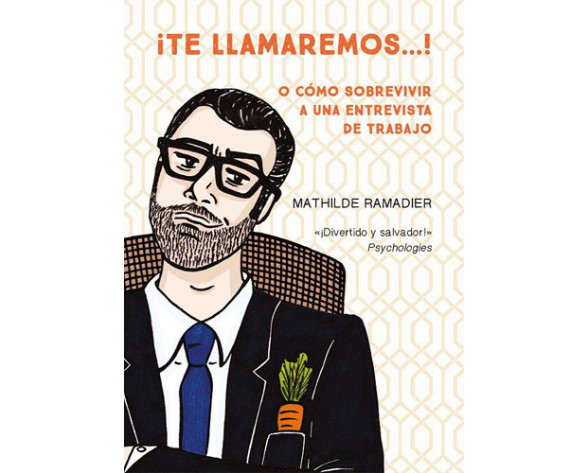 ¡TE LLAMAREMOS...!
O CÓMO SOBREVIVIR
A UNA ENTREVISTA
DE TRABAJO
MATHILDE RAMADIER
«¡Divertido y salvador!»
Psychologies